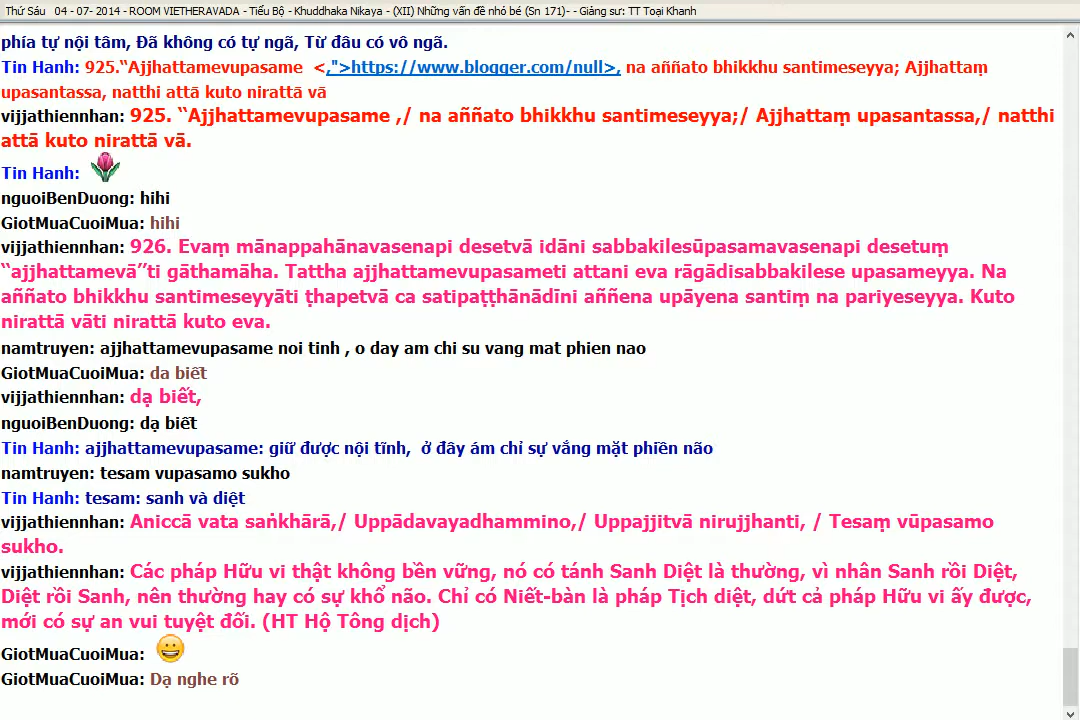 Thứ Sáu   04 - 07- 2014 - ROOM VIETHERAVADA - Tiểu Bộ - Khuddhaka Nikaya - (XII) Những vấn đề nhỏ bé (Sn 171)- - Giảng sư: TT Toại Khanh
phía tự nội tâm, Đã không có tự ngã, Từ đâu có vô ngã.
Tin Hanh: 925.“Ajjhattamevupasame  <,">https://www.blogger.com/null>, na aññato bhikkhu santimeseyya; Ajjhattaṃ
upasantassa, natthi attā kuto nirattā vā
vijjathiennhan: 925. “Ajjhattamevupasame ,/ na aññato bhikkhu santimeseyya;/ Ajjhattaṃ upasantassa,/ natthi
attā kuto nirattā vā.
Tin Hanh:
nguoiBenDuong: hihi
GiotMuaCuoiMua: hihi
vijjathiennhan: 926. Evaṃ mānappahānavasenapi desetvā idāni sabbakilesūpasamavasenapi desetuṃ
“ajjhattamevā”ti gāthamāha. Tattha ajjhattamevupasameti attani eva rāgādisabbakilese upasameyya. Na
aññato bhikkhu santimeseyyāti ṭhapetvā ca satipaṭṭhānādīni aññena upāyena santiṃ na pariyeseyya. Kuto
nirattā vāti nirattā kuto eva.
namtruyen: ajjhattamevupasame noi tinh , o day am chi su vang mat phien nao
GiotMuaCuoiMua: da biết
vijjathiennhan: dạ biết,
nguoiBenDuong: dạ biết
Tin Hanh: ajjhattamevupasame: giữ được nội tĩnh,  ở đây ám chỉ sự vắng mặt phiền não
namtruyen: tesam vupasamo sukho
Tin Hanh: tesam: sanh và diệt
vijjathiennhan: Aniccā vata saṅkhārā,/ Uppādavayadhammino,/ Uppajjitvā nirujjhanti, / Tesaṃ vūpasamo
sukho.
vijjathiennhan: Các pháp Hữu vi thật không bền vững, nó có tánh Sanh Diệt là thường, vì nhân Sanh rồi Diệt,
Diệt rồi Sanh, nên thường hay có sự khổ não. Chỉ có Niết-bàn là pháp Tịch diệt, dứt cả pháp Hữu vi ấy được,
mới có sự an vui tuyệt đối. (HT Hộ Tông dịch)
GiotMuaCuoiMua:
GiotMuaCuoiMua: Dạ nghe rõ